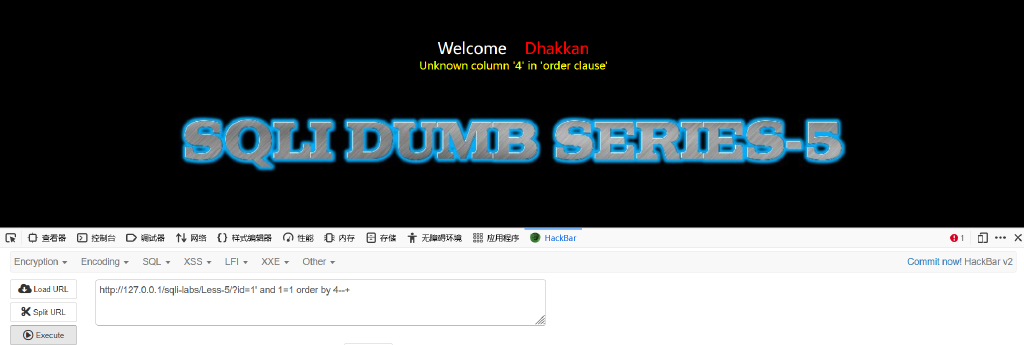 Welcome Dhakkan
Unknown column '4' in 'order clause'
SQLI DUMB SERIES-5
查看器 控制台 调试器 网络 {} 样式编辑器 性能 内存 存储 无障碍环境 应用程序 HackBar 1
Encryption Encoding SQL XSS LFI XXE Other Commit now! HackBar v2
Load URL http://127.0.0.1/sqli-labs/Less-5/?id=1' and 1=1 order by 4--+
Split URL
Execute